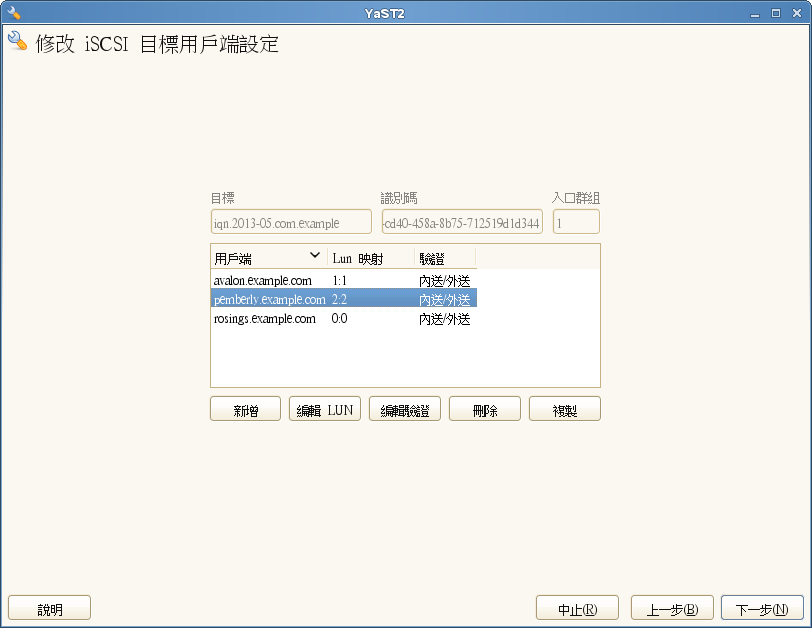 YaST2
修改 iSCSI 目標用戶端設定
目標 識別碼 入口群組
iqn.2013-05.com.example -cd40-458a-8b75-712519d1d344 1
用戶端 Lun 映射 驗證
avalon.example.com 1:1 內送/外送
pemberly.example.com 2:2 內送/外送
rosings.example.com 0:0 內送/外送
新增 編輯 LUN 編輯驗證 刪除 複製
說明 中止(R) 上一步(B) 下一步(N)